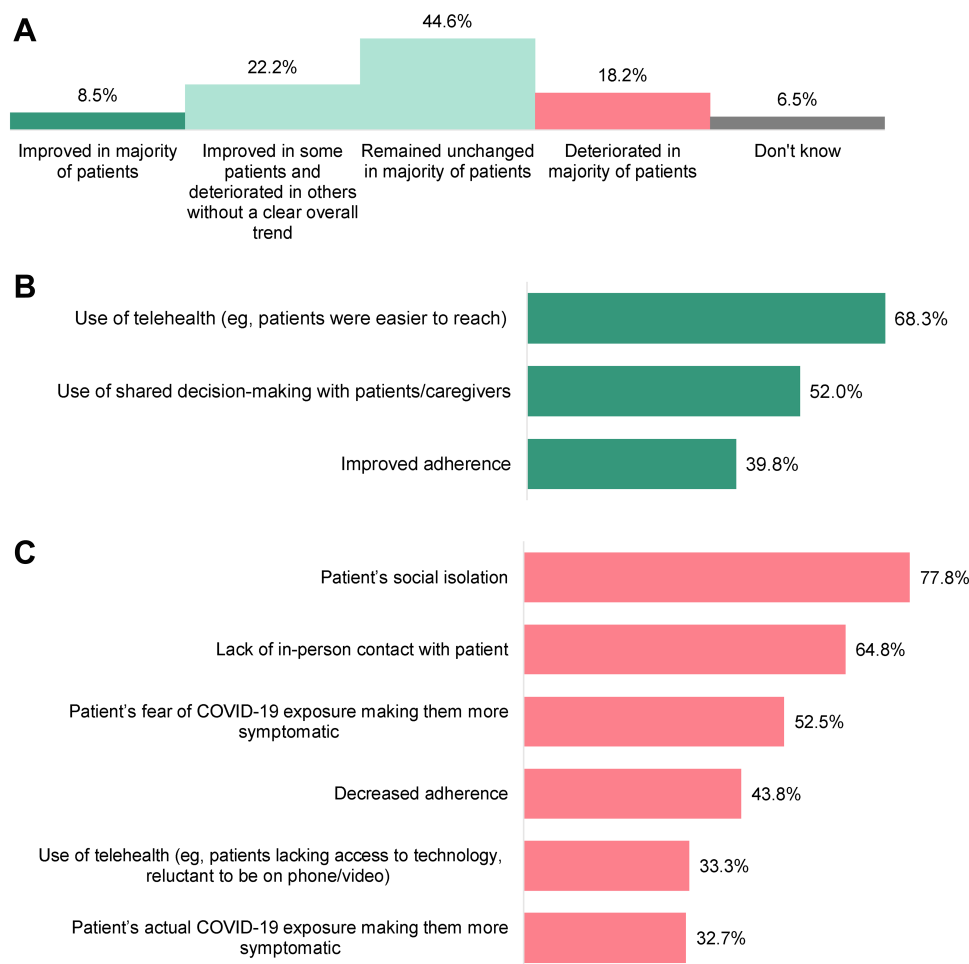 A
8.5%
22.2%
44.6%
18.2%
6.5%
Improved in majority
of patients
Improved in some
patients and
deteriorated in others
without a clear overall
trend
Remained unchanged
in majority of patients
Deteriorated in
majority of patients
Don't know
B
Use of telehealth (eg, patients were easier to reach)
68.3%
Use of shared decision-making with patients/caregivers
52.0%
Improved adherence
39.8%
C
Patient’s social isolation
77.8%
Lack of in-person contact with patient
64.8%
Patient’s fear of COVID-19 exposure making them more
symptomatic
52.5%
Decreased adherence
43.8%
Use of telehealth (eg, patients lacking access to technology,
reluctant to be on phone/video)
33.3%
Patient’s actual COVID-19 exposure making them more
symptomatic
32.7%